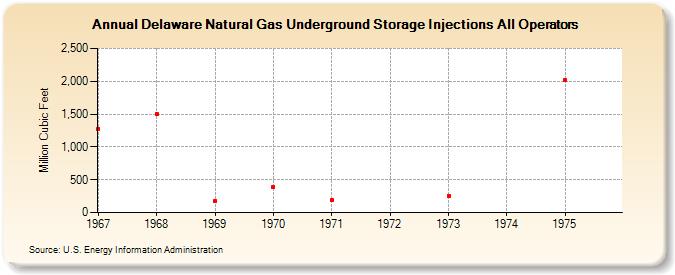 Annual Delaware Natural Gas Underground Storage Injections All Operators
Million Cubic Feet
2,500
2,000
1,500
1,000
500
0
1967 1968 1969 1970 1971 1972 1973 1974 1975
Source: U.S. Energy Information Administration